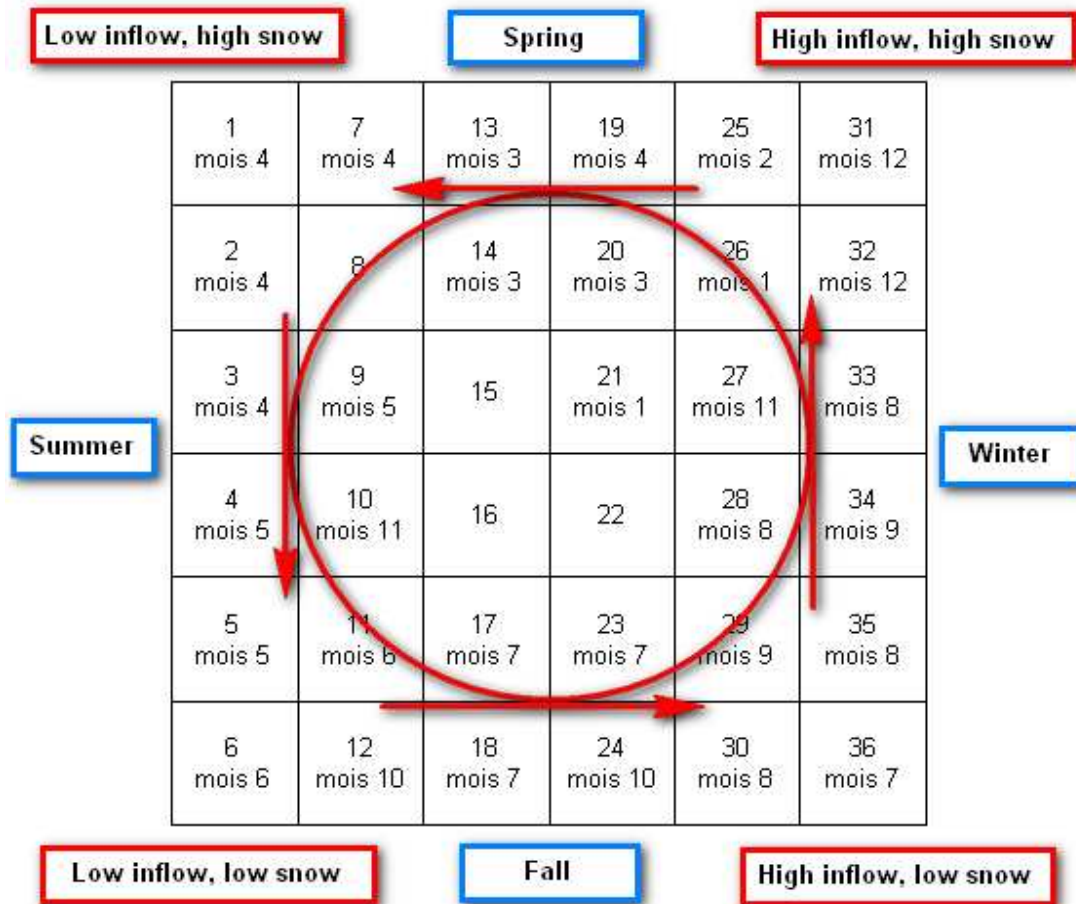 Low inflow, high snow
Spring
High inflow, high snow
1
mois 4
7
mois 4
13
mois 3
19
mois 4
25
mois 2
31
mois 12
2
mois 4
8
14
mois 3
20
mois 3
26
mois 1
32
mois 12
3
mois 4
9
mois 5
15
21
mois 1
27
mois 11
33
mois 8
Summer
Winter
4
mois 5
10
mois 11
16
22
28
mois 8
34
mois 9
5
mois 5
11
mois 6
17
mois 7
23
mois 7
29
mois 9
35
mois 8
6
mois 6
12
mois 10
18
mois 7
24
mois 10
30
mois 8
36
mois 7
Low inflow, low snow
Fall
High inflow, low snow